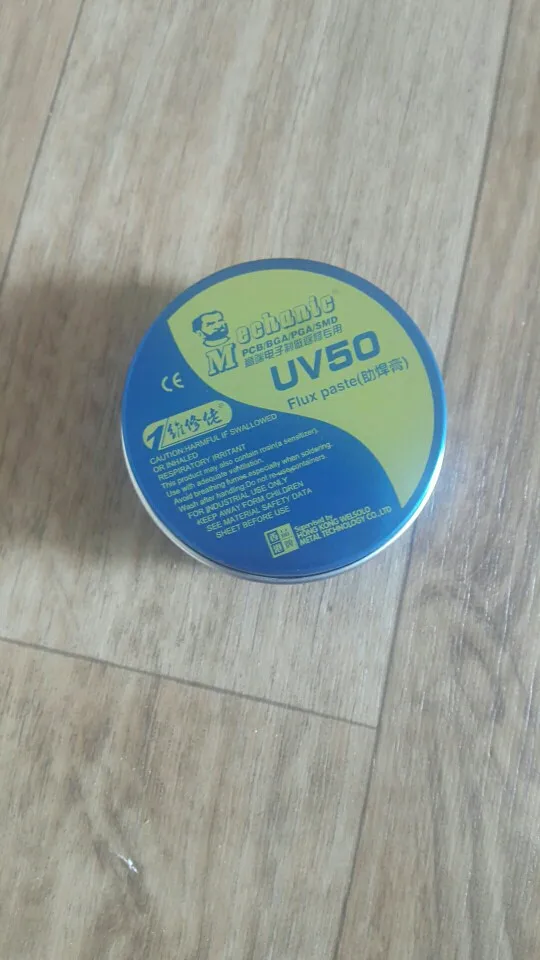 Mechanic
PCB/BGA/PGA/SMD
UV50
Flux paste(助焊膏)
CE
CAUTION:HARMFUL IF SWALLOWED
OR INHALED
RESPIRATORY IRRITANT
This product may also contain rosin(a sensitizer).
Use with adequate
Avoid breathing fumes especially when soldering.
Wash after handling.Do not
FOR INDUSTRIAL USE ONLY
KEEP AWAY FORM CHILDREN
SEE MATERIAL SAFETY DATA
SHEET BEFORE USE
Supervised by
HONG KONG WELSOLO
METAL TECHNOLOGY CO.,LTD